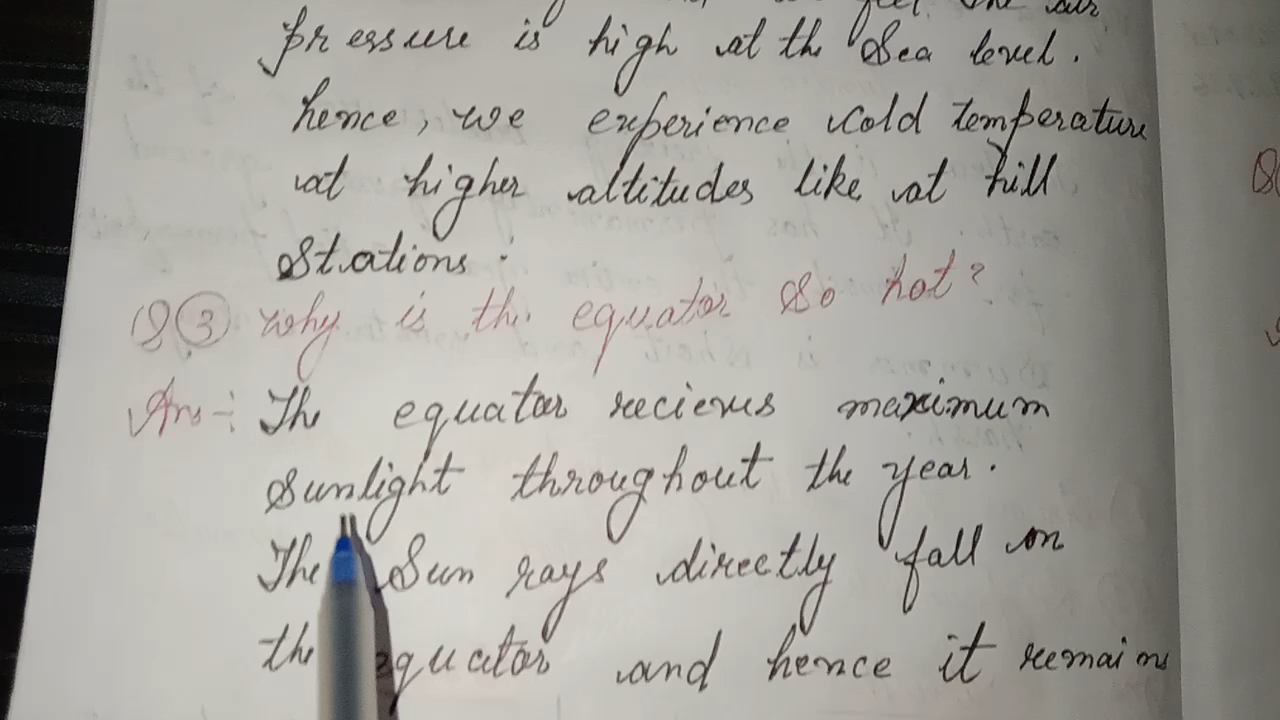 the air
pressure is high at the Sea level.
hence, we experience cold temperature
at higher altitudes like at hill
Stations.
Q③ why is the equator so hot?
Ans÷ The equator recieves maximum
Sunlight throughout the year.
The Sun rays directly fall on
the equator and hence it remains